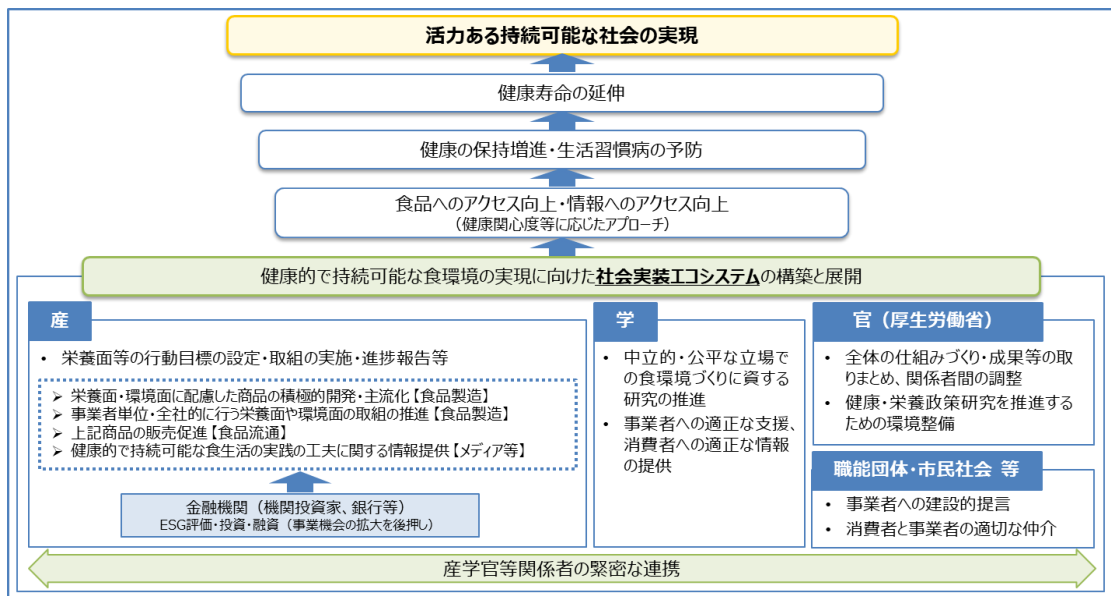 活力ある持続可能な社会の実現
健康寿命の延伸
健康の保持増進・生活習慣病の予防
食品へのアクセス向上・情報へのアクセス向上
（健康関心度等に応じたアプローチ）
健康的で持続可能な食環境の実現に向けた社会実装エコシステムの構築と展開
産
• 栄養面等の行動目標の設定・取組の実施・進捗報告等
➢ 栄養面・環境面に配慮した商品の積極的開発・主流化【食品製造】
➢ 事業者単位・全社的に行う栄養面や環境面の取組の推進【食品製造】
➢ 上記商品の販売促進【食品流通】
➢ 健康的で持続可能な食生活の実践の工夫に関する情報提供【メディア等】
金融機関（機関投資家、銀行等）
ESG評価・投資・融資（事業機会の拡大を後押し）
学
• 中立的・公平な立場で
の食環境づくりに資する
研究の推進
• 事業者への適正な支援、
消費者への適正な情報
の提供
官（厚生労働省）
• 全体の仕組みづくり・成果等の取
りまとめ、関係者間の調整
• 健康・栄養政策研究を推進する
ための環境整備
職能団体・市民社会 等
• 事業者への建設的提言
• 消費者と事業者の適切な仲介
産学官等関係者の緊密な連携